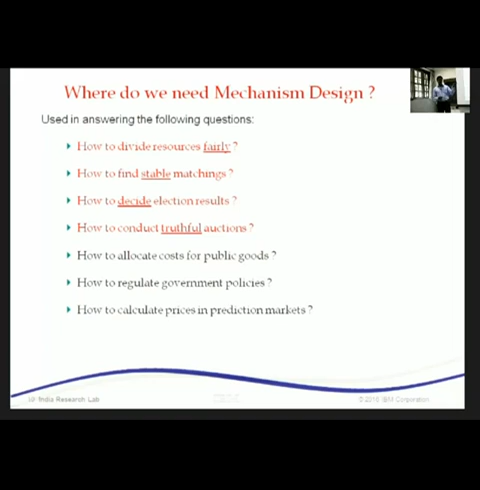 Where do we need Mechanism Design ?
Used in answering the following questions:
How to divide resources fairly ?
How to find stable matchings ?
How to decide election results ?
How to conduct truthful auctions ?
How to allocate costs for public goods ?
How to regulate government policies ?
How to calculate prices in prediction markets ?
India Research Lab
© 2010 IBM Corporation